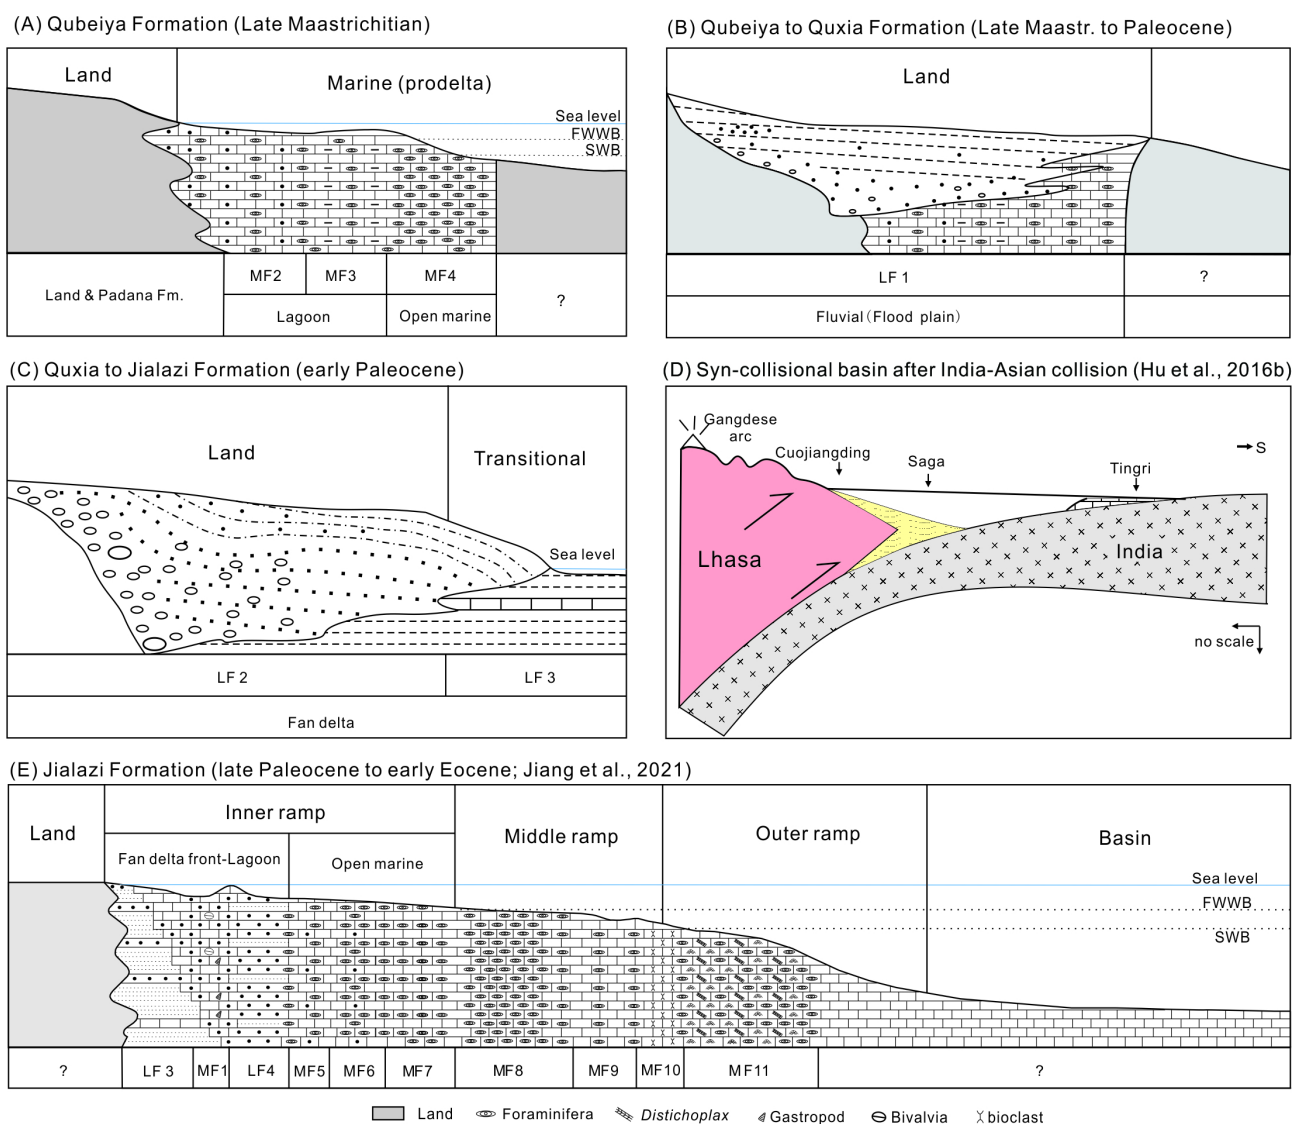 (A) Qubeiya Formation (Late Maastrichitian)
Land
Marine (prodelta)
Sea level
FWWB
SWB
Land & Padana Fm.
MF2
MF3
MF4
Lagoon
Open marine
?
(B) Qubeiya to Quxia Formation (Late Maastr. to Paleocene)
Land
LF 1
?
Fluvial (Flood plain)
(C) Quxia to Jialazi Formation (early Paleocene)
Land
Transitional
Sea level
LF 2
LF 3
Fan delta
(D) Syn-collisional basin after India-Asian collision (Hu et al., 2016b)
Gangdese
arc
Cuojiangding
Saga
Tingri
S
Lhasa
India
no scale
(E) Jialazi Formation (late Paleocene to early Eocene; Jiang et al., 2021)
Land
Inner ramp
Fan delta front-Lagoon
Open marine
Middle ramp
Outer ramp
Basin
Sea level
FWWB
SWB
?
LF 3
MF1
LF4
MF5
MF6
MF7
MF8
MF9
MF10
MF11
?
Land
Foraminifera
Distichoplax
Gastropod
Bivalvia
bioclast